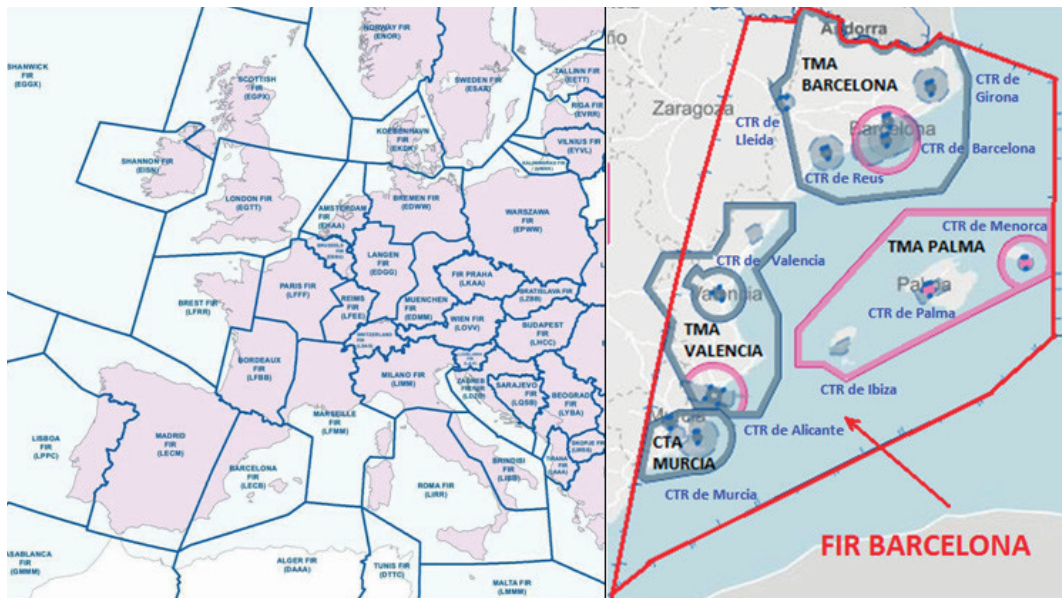 NORWAY FIR
(ENOR)
SHANWICK
FIR
(EGGX)
SCOTTISH
FIR
(EGPX)
SWEDEN FIR
(ESAA)
TALLINN FIR
(EETT)
RIGA FIR
(EVRR)
KOEBENHAVN
FIR
(EKDK)
VILNIUS FIR
(EYVL)
SHANNON FIR
(EISN)
LONDON FIR
(EGTT)
AMSTERDAM
FIR
(EHAA)
BREMEN FIR
(EDWW)
WARSZAWA
FIR
(EPWW)
LANGEN
FIR
(EDGG)
FIR PRAHA
(LKAA)
BRATISLAVA FIR
(LZBB)
BREST FIR
(LFRR)
PARIS FIR
(LFFF)
REIMS
FIR
(LFEE)
MUENCHEN
FIR
(EDMM)
WIEN FIR
(LOVV)
BUDAPEST
FIR
(LHCC)
BORDEAUX
FIR
(LFBB)
MILANO FIR
(LIMM)
ZAGREB
SARAJEVO
FIR
(LQSB)
BEOGRAD
FIR
(LYBA)
MARSEILLE
FIR
(LFMM)
LISBOA
FIR
(LPPC)
MADRID
FIR
(LECM)
BARCELONA
FIR
(LECB)
ROMA FIR
(LIRR)
BRINDISI
FIR
(LIBB)
SKOPJE FIR
TIRANA
FIR
(LAAA)
ASABLANCA
FIR
(GMMM)
ALGER FIR
(DAAA)
TUNIS FIR
(DTTC)
MALTA FIR
(LMMM)
Andorra
TMA
BARCELONA
CTR de
Girona
Zaragoza
CTR de
Lleida
Barcelona
CTR de Barcelona
CTR de Reus
CTR de Menorca
TMA PALMA
CTR de Valencia
Palma
Valencia
CTR de Palma
TMA
VALENCIA
CTR de Ibiza
Murcia
CTR de Alicante
CTA
MURCIA
CTR de Murcia
FIR BARCELONA